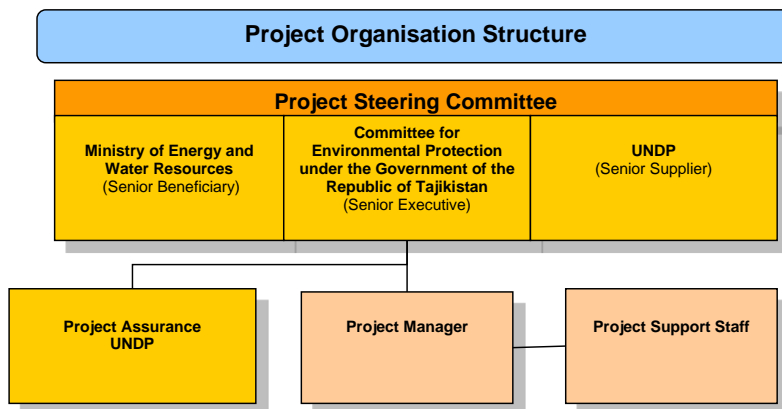 Project Organisation Structure
Project Steering Committee
Ministry of Energy and
Water Resources
(Senior Beneficiary)
Committee for
Environmental Protection
under the Government of the
Republic of Tajikistan
(Senior Executive)
UNDP
(Senior Supplier)
Project Assurance
UNDP
Project Manager
Project Support Staff